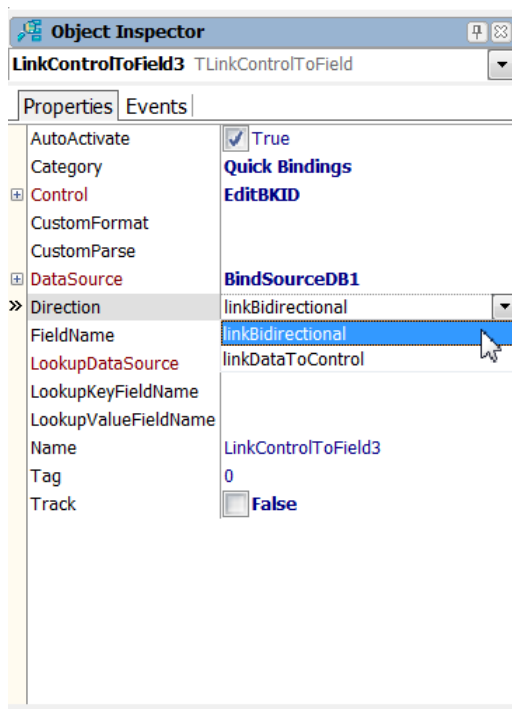 Object Inspector
LinkControlToField3 TLinkControlToField
Properties Events
AutoActivate True
Category Quick Bindings
Control EditBKID
CustomFormat
CustomParse
DataSource BindSourceDB1
Direction linkBidirectional
FieldName linkBidirectional
LookupDataSource linkDataToControl
LookupKeyFieldName
LookupValueFieldName
Name LinkControlToField3
Tag 0
Track False